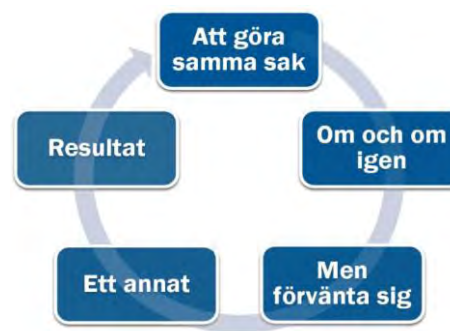 Att göra
samma sak
Om och om
igen
Men
förvänta sig
Ett annat
Resultat